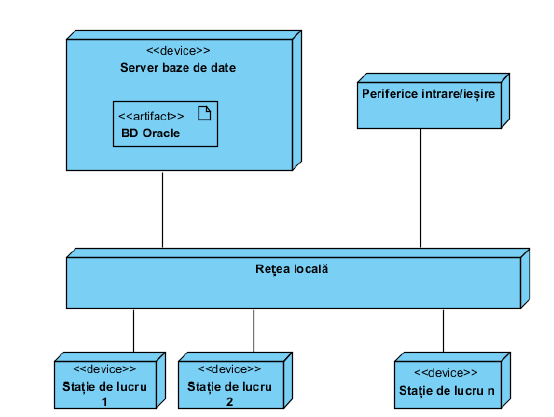 <<device>>
Server baze de date
<<artifact>>
BD Oracle
Periferice intrare/ieșire
Rețea locală
<<device>>
Stație de lucru
1
<<device>>
Stație de lucru
2
<<device>>
Stație de lucru n